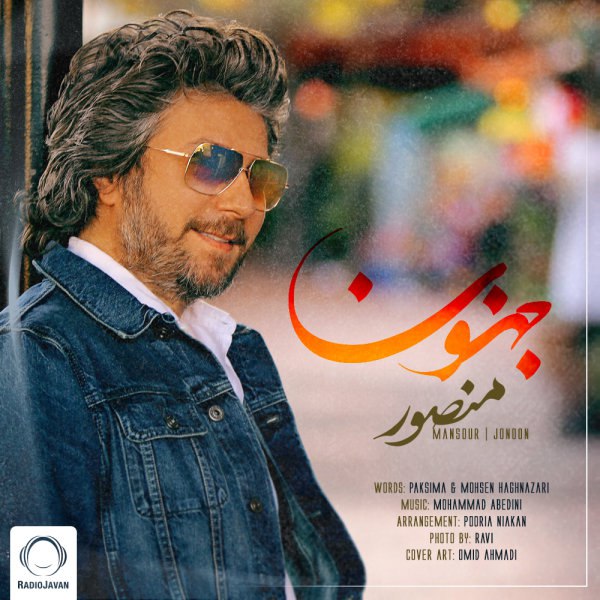 جنون
منصور
MANSOUR | JONOON
WORDS: PAKSIMA & MOHSEN HAGHNAZARI
MUSIC: MOHAMMAD ABEDINI
ARRANGEMENT: POORIA NIAKAN
PHOTO BY: RAVI
COVER ART: OMID AHMADI
RADIOJAVAN